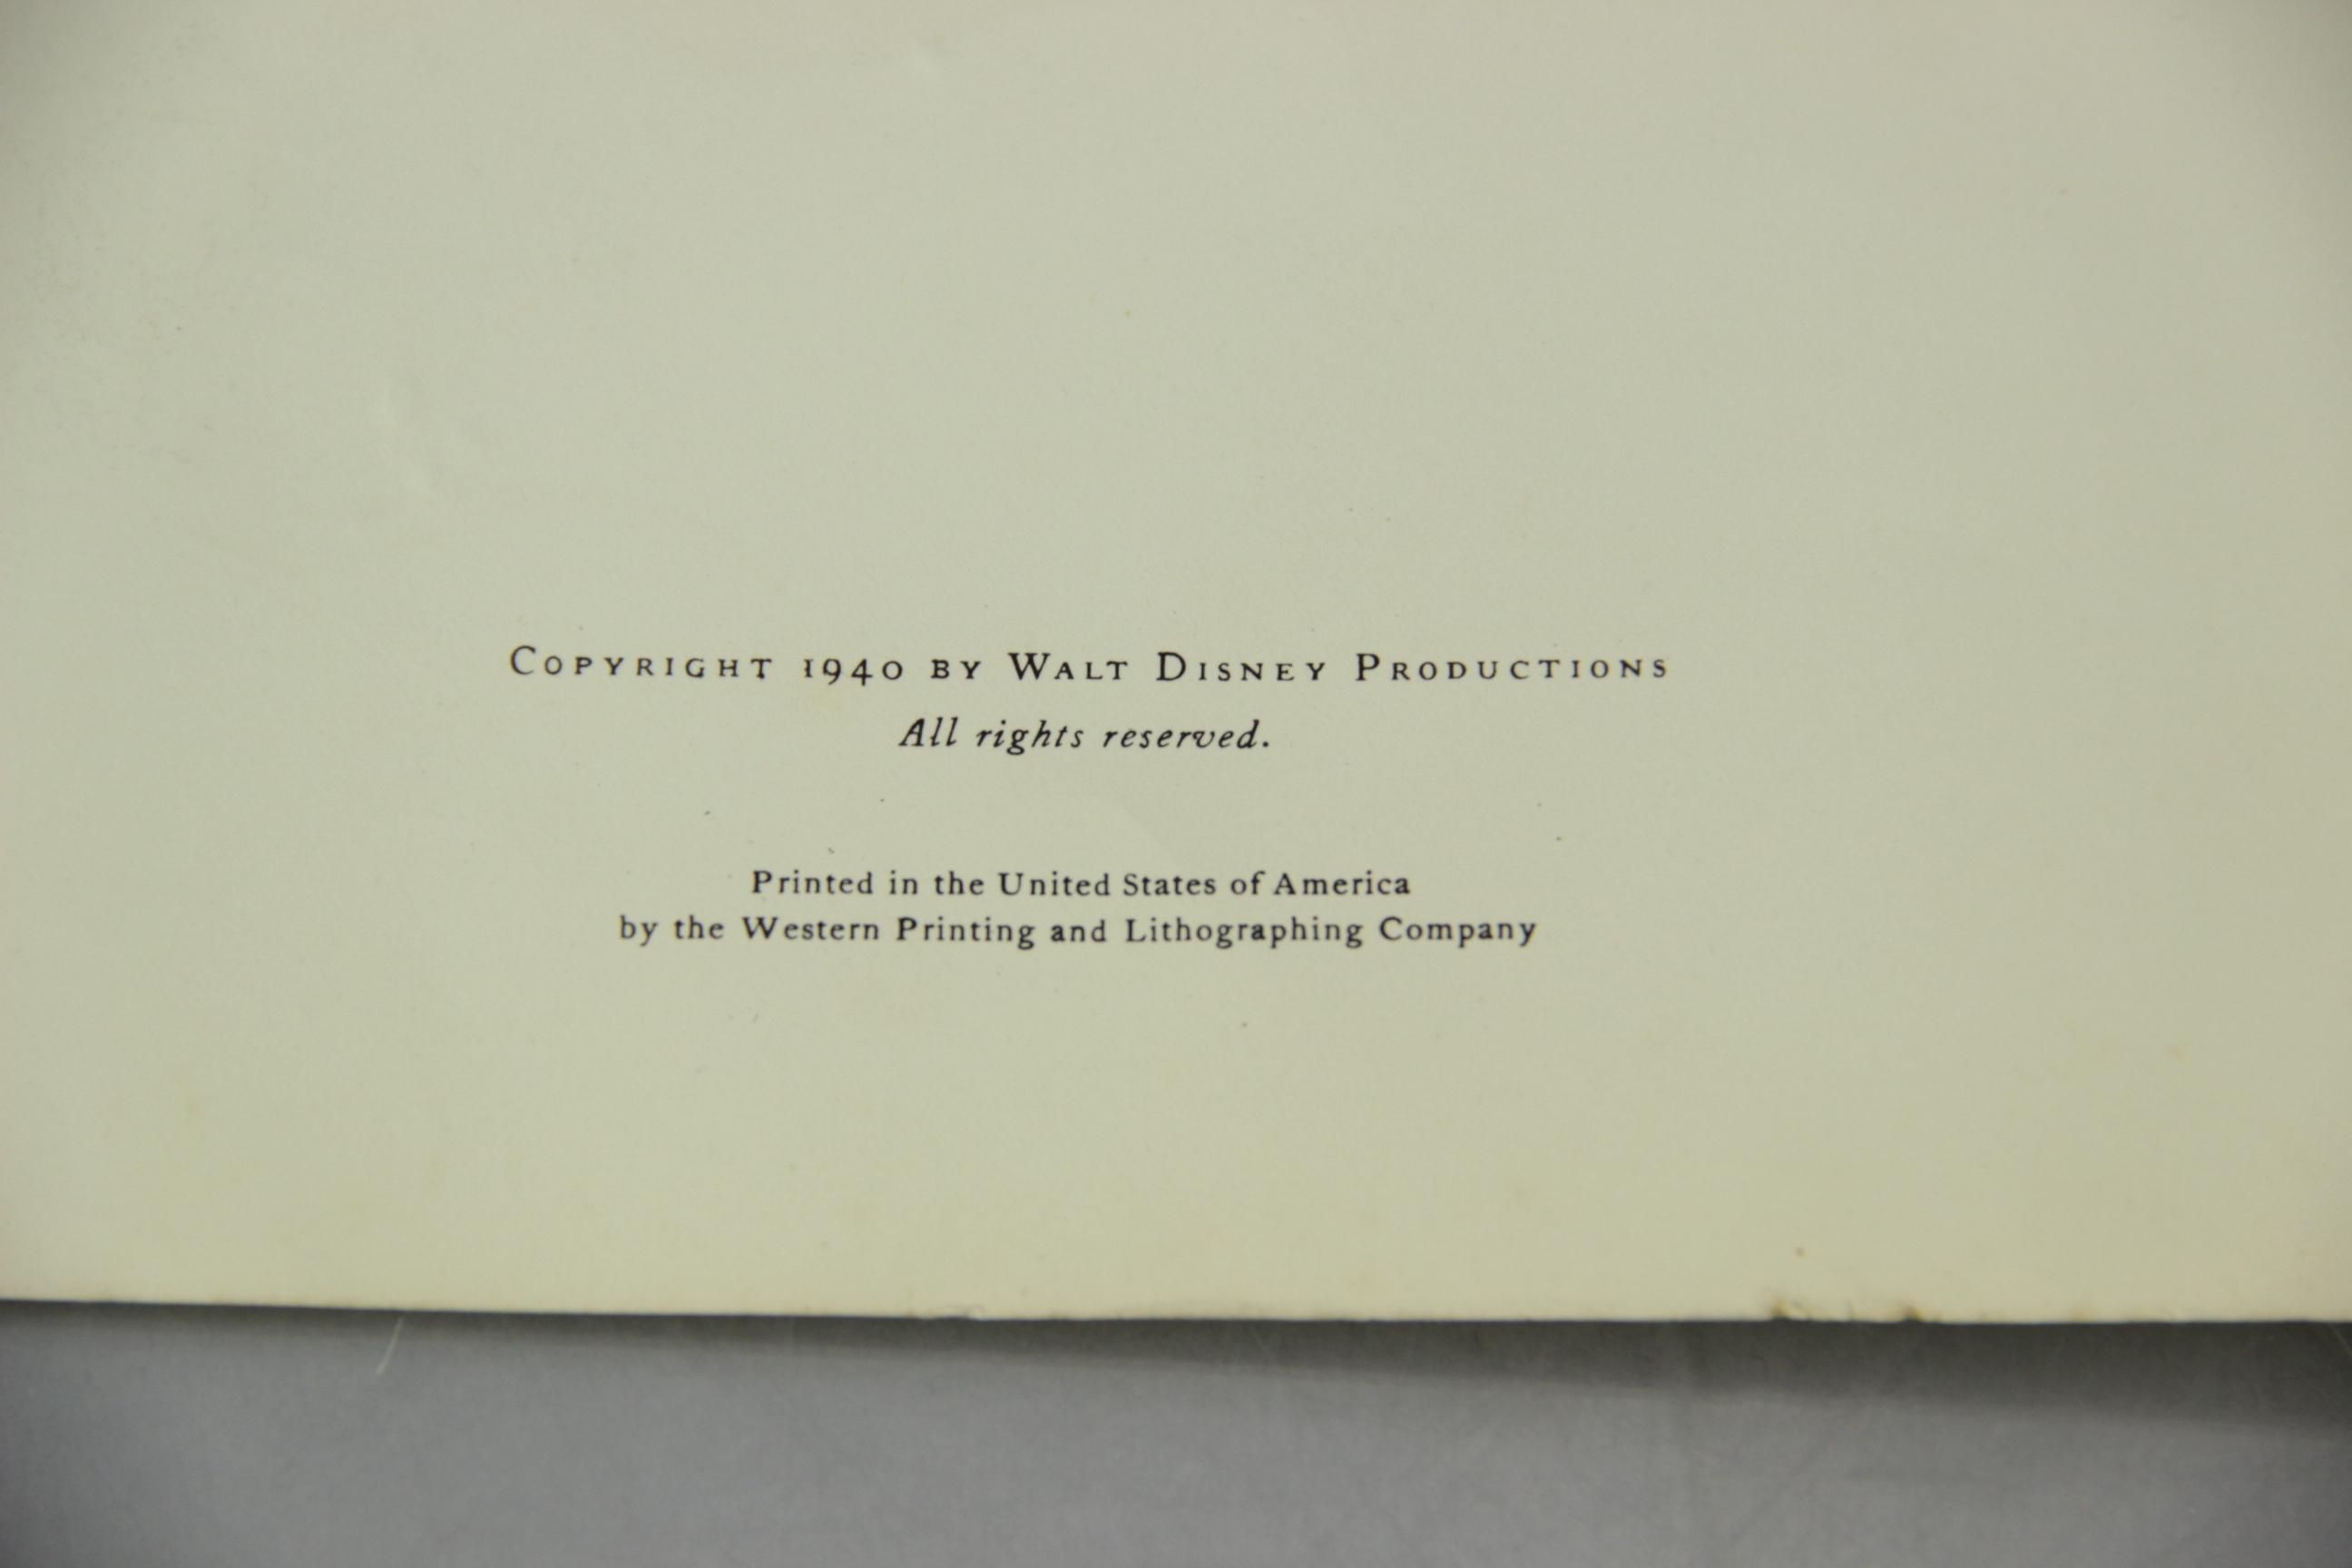 Copyright 1940 by Walt Disney Productions
All rights reserved.
Printed in the United States of America
by the Western Printing and Lithographing Company